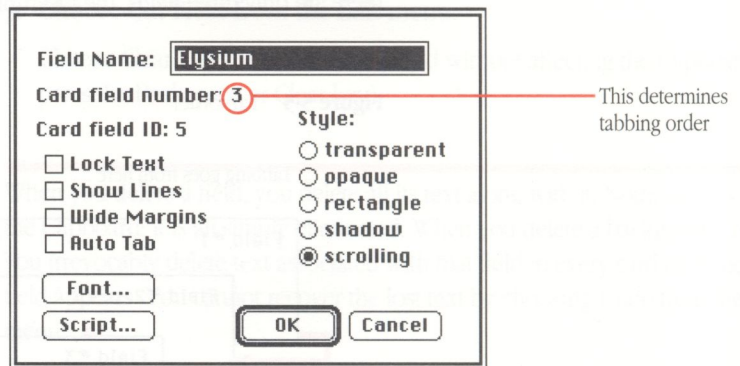 Field Name: Elysium
Card field number: 3
This determines
tabbing order
Card field ID: 5
Style:
Lock Text
Show Lines
Wide Margins
Auto Tab
transparent
opaque
rectangle
shadow
scrolling
Font...
Script...
OK
Cancel